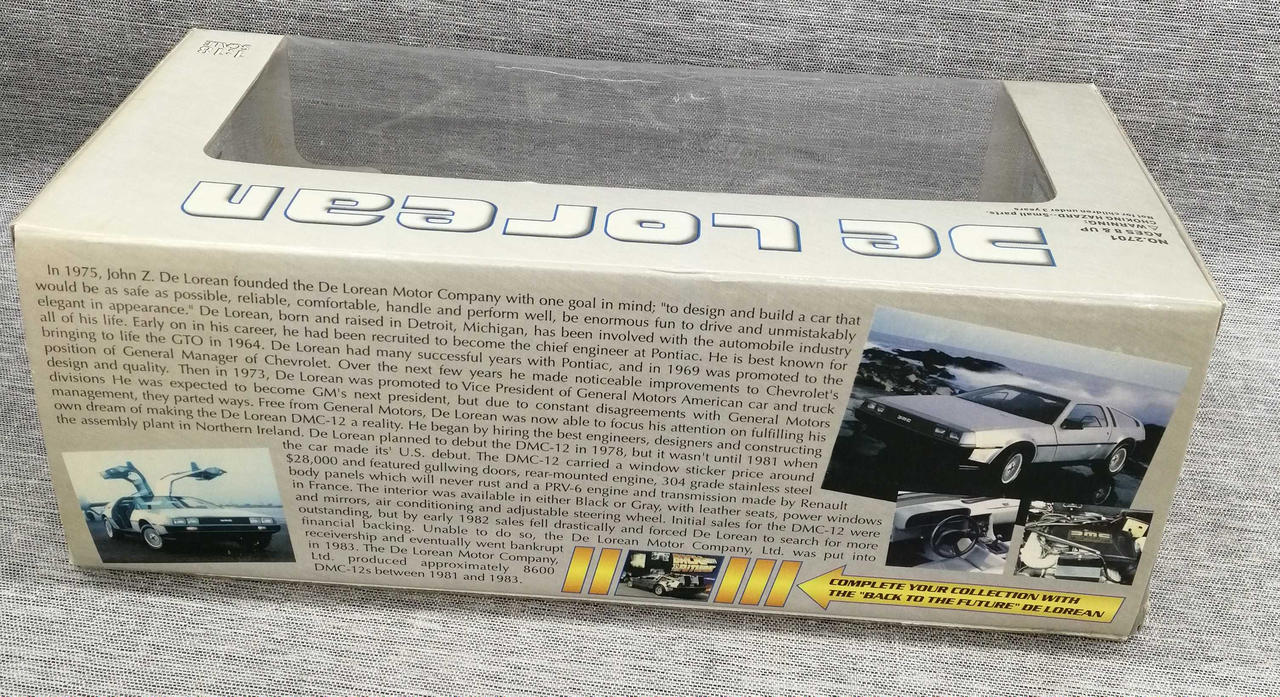 1:18
SCALE
De Lorean
NO.2701
AGES 8 & UP
⚠WARNING:
CHOKING HAZARD--Small parts.
Not for children under 3 years
In 1975, John Z. De Lorean founded the De Lorean Motor Company with one goal in mind; "to design and build a car that
would be as safe as possible, reliable, comfortable, handle and perform well, be enormous fun to drive and unmistakably
elegant in appearance." De Lorean, born and raised in Detroit, Michigan, has been involved with the automobile industry
all of his life. Early on in his career, he had been recruited to become the chief engineer at Pontiac. He is best known for
bringing to life the GTO in 1964. De Lorean had many successful years with Pontiac, and in 1969 was promoted to the
position of General Manager of Chevrolet. Over the next few years he made noticeable improvements to Chevrolet's
design and quality. Then in 1973, De Lorean was promoted to Vice President of General Motors American car and truck
divisions He was expected to become GM's next president, but due to constant disagreements with General Motors
management, they parted ways. Free from General Motors, De Lorean was now able to focus his attention on fulfilling his
own dream of making the De Lorean DMC-12 a reality. He began by hiring the best engineers, designers and constructing
the assembly plant in Northern Ireland. De Lorean planned to debut the DMC-12 in 1978, but it wasn't until 1981 when
the car made its' U.S. debut. The DMC-12 carried a window sticker price around
$28,000 and featured gullwing doors, rear-mounted engine, 304 grade stainless steel
body panels which will never rust and a PRV-6 engine and transmission made by Renault
in France. The interior was available in either Black or Gray, with leather seats, power windows
and mirrors, air conditioning and adjustable steering wheel. Initial sales for the DMC-12 were
outstanding, but by early 1982 sales fell drastically and forced De Lorean to search for more
financial backing. Unable to do so, the De Lorean Motor Company, Ltd. was put into
receivership and eventually went bankrupt
in 1983. The De Lorean Motor Company,
Ltd. produced approximately 8600
DMC-12s between 1981 and 1983.
COMPLETE YOUR COLLECTION WITH
THE "BACK TO THE FUTURE" DE LOREAN